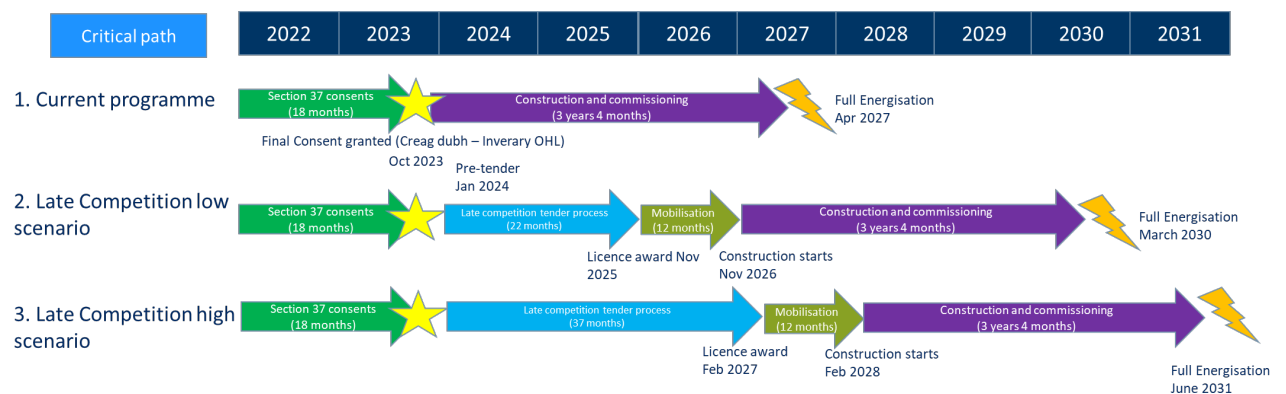 Critical path
2022
2023
2024
2025
2026
2027
2028
2029
2030
2031
1. Current programme
Section 37 consents
(18 months)
Construction and commissioning
(3 years 4 months)
Full Energisation
Apr 2027
Final Consent granted (Creag dubh – Inverary OHL)
Oct 2023
Pre-tender
Jan 2024
2. Late Competition low
scenario
Section 37 consents
(18 months)
Late competition tender process
(22 months)
Mobilisation
(12 months)
Construction and commissioning
(3 years 4 months)
Full Energisation
March 2030
Licence award Nov
2025
Construction starts
Nov 2026
3. Late Competition high
scenario
Section 37 consents
(18 months)
Late competition tender process
(37 months)
Mobilisation
(12 months)
Construction and commissioning
(3 years 4 months)
Licence award
Feb 2027
Construction starts
Feb 2028
Full Energisation
June 2031